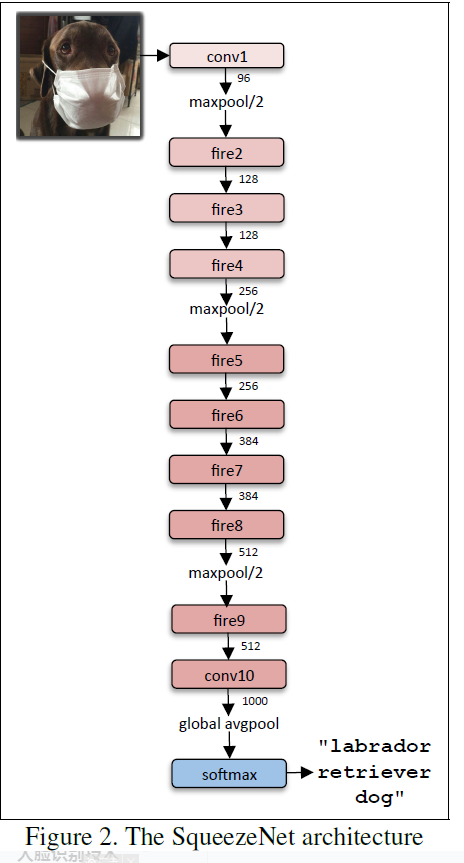 conv1
96
maxpool/2
fire2
128
fire3
128
fire4
256
maxpool/2
fire5
256
fire6
384
fire7
384
fire8
512
maxpool/2
fire9
512
conv10
1000
global avgpool
softmax
"labrador
retriever
dog"
Figure 2. The SqueezeNet architecture